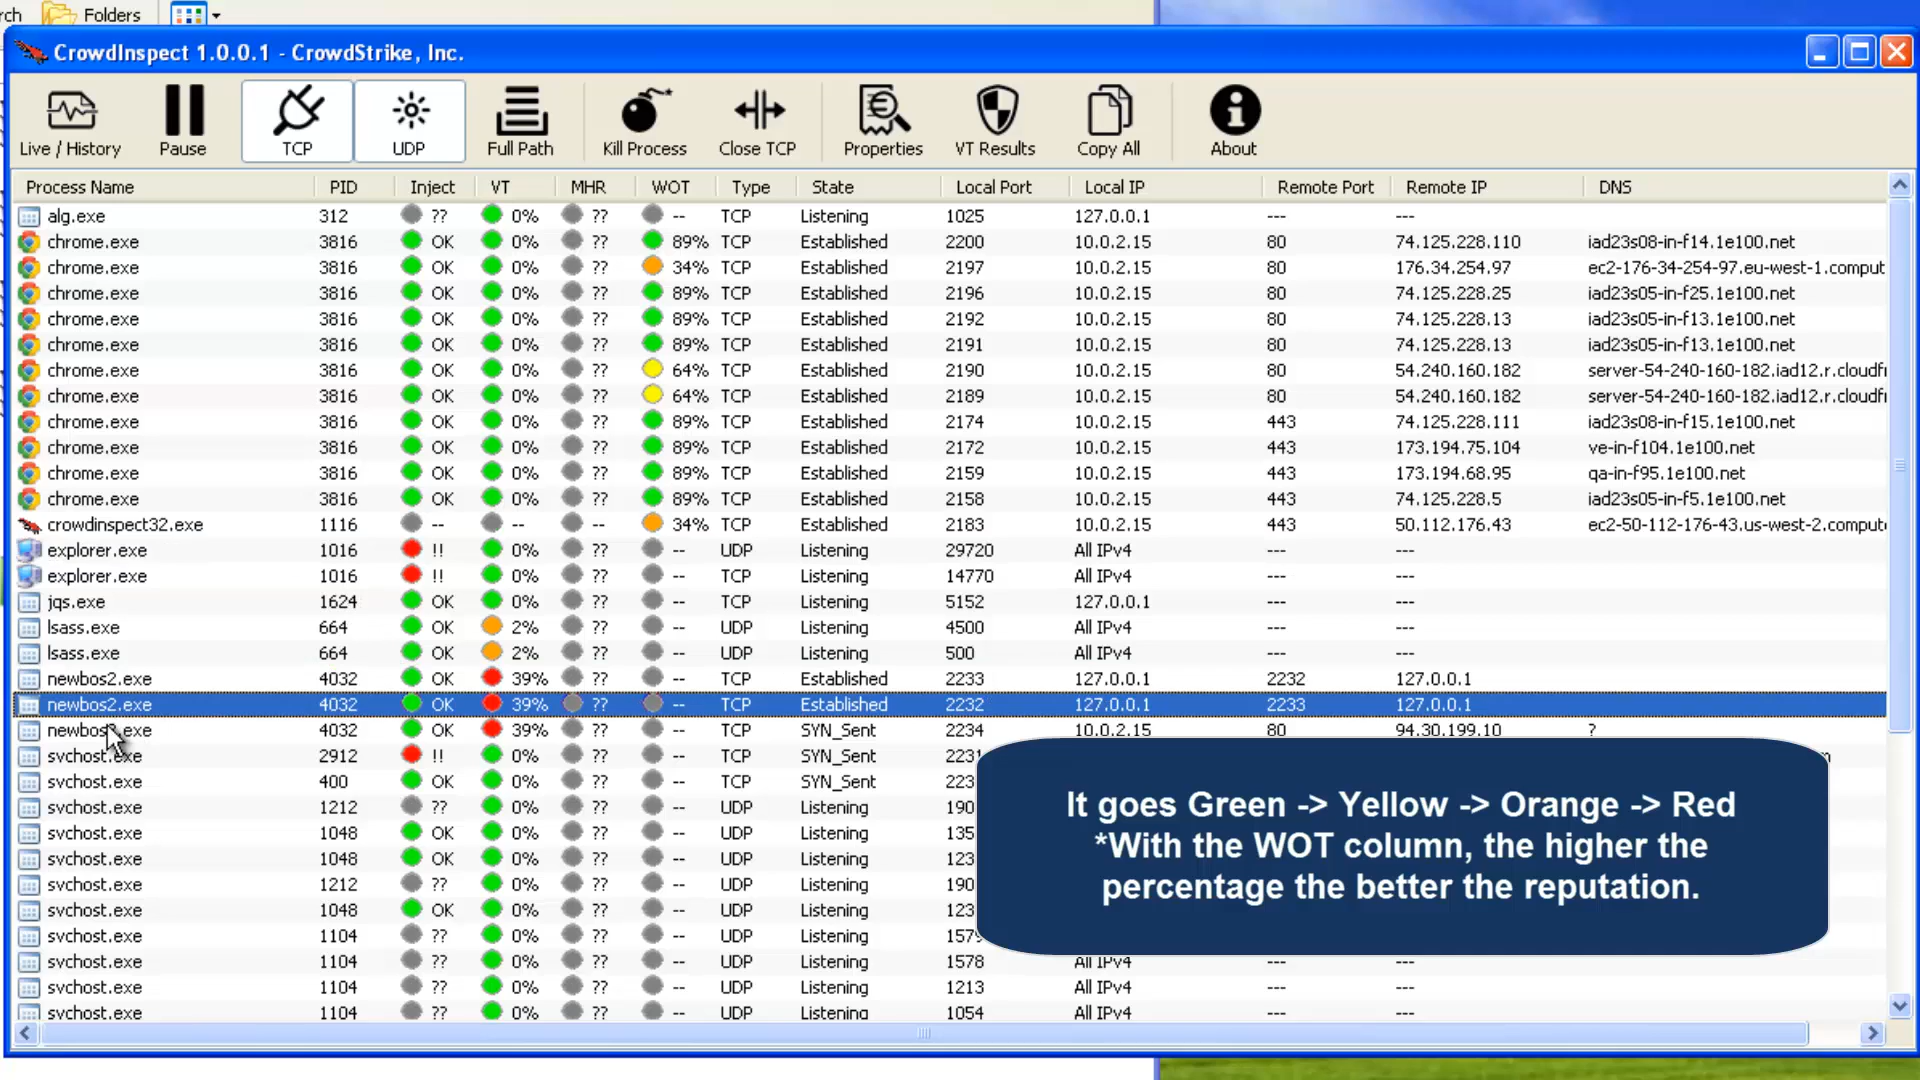 rch Folders
CrowdInspect 1.0.0.1 - CrowdStrike, Inc.
Live / History Pause TCP UDP Full Path Kill Process Close TCP Properties VT Results Copy All About
Process Name PID Inject VT MHR WOT Type State Local Port Local IP Remote Port Remote IP DNS
alg.exe 312 ?? 0% ?? -- TCP Listening 1025 127.0.0.1 --- ---
chrome.exe 3816 OK 0% ?? 89% TCP Established 2200 10.0.2.15 80 74.125.228.110 iad23s08-in-f14.1e100.net
chrome.exe 3816 OK 0% ?? 34% TCP Established 2197 10.0.2.15 80 176.34.254.97 ec2-176-34-254-97.eu-west-1.comput
chrome.exe 3816 OK 0% ?? 89% TCP Established 2196 10.0.2.15 80 74.125.228.25 iad23s05-in-f25.1e100.net
chrome.exe 3816 OK 0% ?? 89% TCP Established 2192 10.0.2.15 80 74.125.228.13 iad23s05-in-f13.1e100.net
chrome.exe 3816 OK 0% ?? 89% TCP Established 2191 10.0.2.15 80 74.125.228.13 iad23s05-in-f13.1e100.net
chrome.exe 3816 OK 0% ?? 64% TCP Established 2190 10.0.2.15 80 54.240.160.182 server-54-240-160-182.iad12.r.cloudf
chrome.exe 3816 OK 0% ?? 64% TCP Established 2189 10.0.2.15 80 54.240.160.182 server-54-240-160-182.iad12.r.cloudf
chrome.exe 3816 OK 0% ?? 89% TCP Established 2174 10.0.2.15 443 74.125.228.111 iad23s08-in-f15.1e100.net
chrome.exe 3816 OK 0% ?? 89% TCP Established 2172 10.0.2.15 443 173.194.75.104 ve-in-f104.1e100.net
chrome.exe 3816 OK 0% ?? 89% TCP Established 2159 10.0.2.15 443 173.194.68.95 qa-in-f95.1e100.net
chrome.exe 3816 OK 0% ?? 89% TCP Established 2158 10.0.2.15 443 74.125.228.5 iad23s05-in-f5.1e100.net
crowdinspect32.exe 1116 -- -- -- 34% TCP Established 2183 10.0.2.15 443 50.112.176.43 ec2-50-112-176-43.us-west-2.comput
explorer.exe 1016 !! 0% ?? -- UDP Listening 29720 All IPv4 --- ---
explorer.exe 1016 !! 0% ?? -- TCP Listening 14770 All IPv4 --- ---
jqs.exe 1624 OK 0% ?? -- TCP Listening 5152 127.0.0.1 --- ---
lsass.exe 664 OK 2% ?? -- UDP Listening 4500 All IPv4 --- ---
lsass.exe 664 OK 2% ?? -- UDP Listening 500 All IPv4 --- ---
newbos2.exe 4032 OK 39% ?? -- TCP Established 2233 127.0.0.1 2232 127.0.0.1
newbos2.exe 4032 OK 39% ?? -- TCP Established 2232 127.0.0.1 2233 127.0.0.1
newbos2.exe 4032 OK 39% ?? -- TCP SYN_Sent 2234 10.0.2.15 80 94.30.199.10 ?
svchost.exe 2912 !! 0% ?? -- TCP SYN_Sent 2231
svchost.exe 400 OK 0% ?? -- TCP SYN_Sent 223
svchost.exe 1212 ?? 0% ?? -- UDP Listening 190
svchost.exe 1048 OK 0% ?? -- UDP Listening 135
svchost.exe 1048 OK 0% ?? -- UDP Listening 123
svchost.exe 1212 ?? 0% ?? -- UDP Listening 190
svchost.exe 1048 OK 0% ?? -- UDP Listening 123
svchost.exe 1104 ?? 0% ?? -- UDP Listening 1579
svchost.exe 1104 ?? 0% ?? -- UDP Listening 1578 All IPv4 --- ---
svchost.exe 1104 ?? 0% ?? -- UDP Listening 1213 All IPv4 --- ---
svchost.exe 1104 ?? 0% ?? -- UDP Listening 1054 All IPv4 --- ---
It goes Green -> Yellow -> Orange -> Red
*With the WOT column, the higher the
percentage the better the reputation.